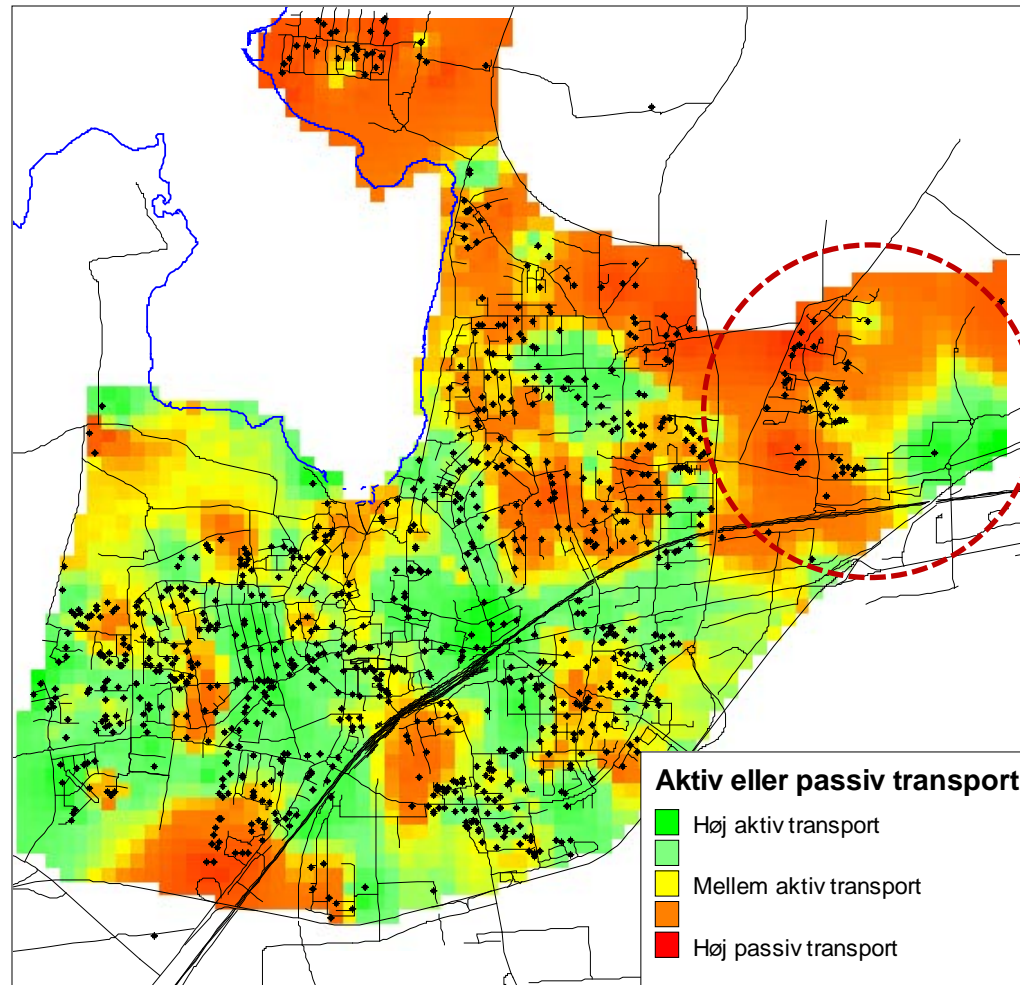 Aktiv eller passiv transport
Høj aktiv transport
Mellem aktiv transport
Høj passiv transport